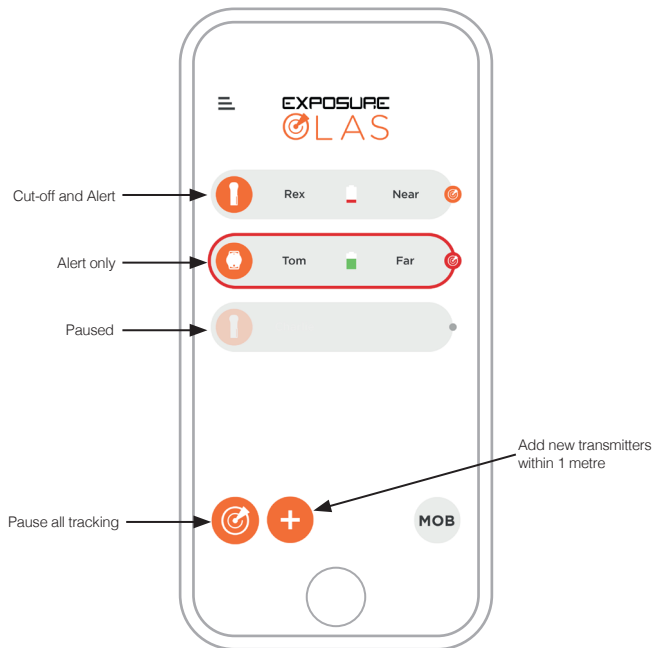 EXPOSURE
OLAS
Cut-off and Alert
Rex
Near
Alert only
Tom
Far
Paused
Add new transmitters
within 1 metre
Pause all tracking
MOB